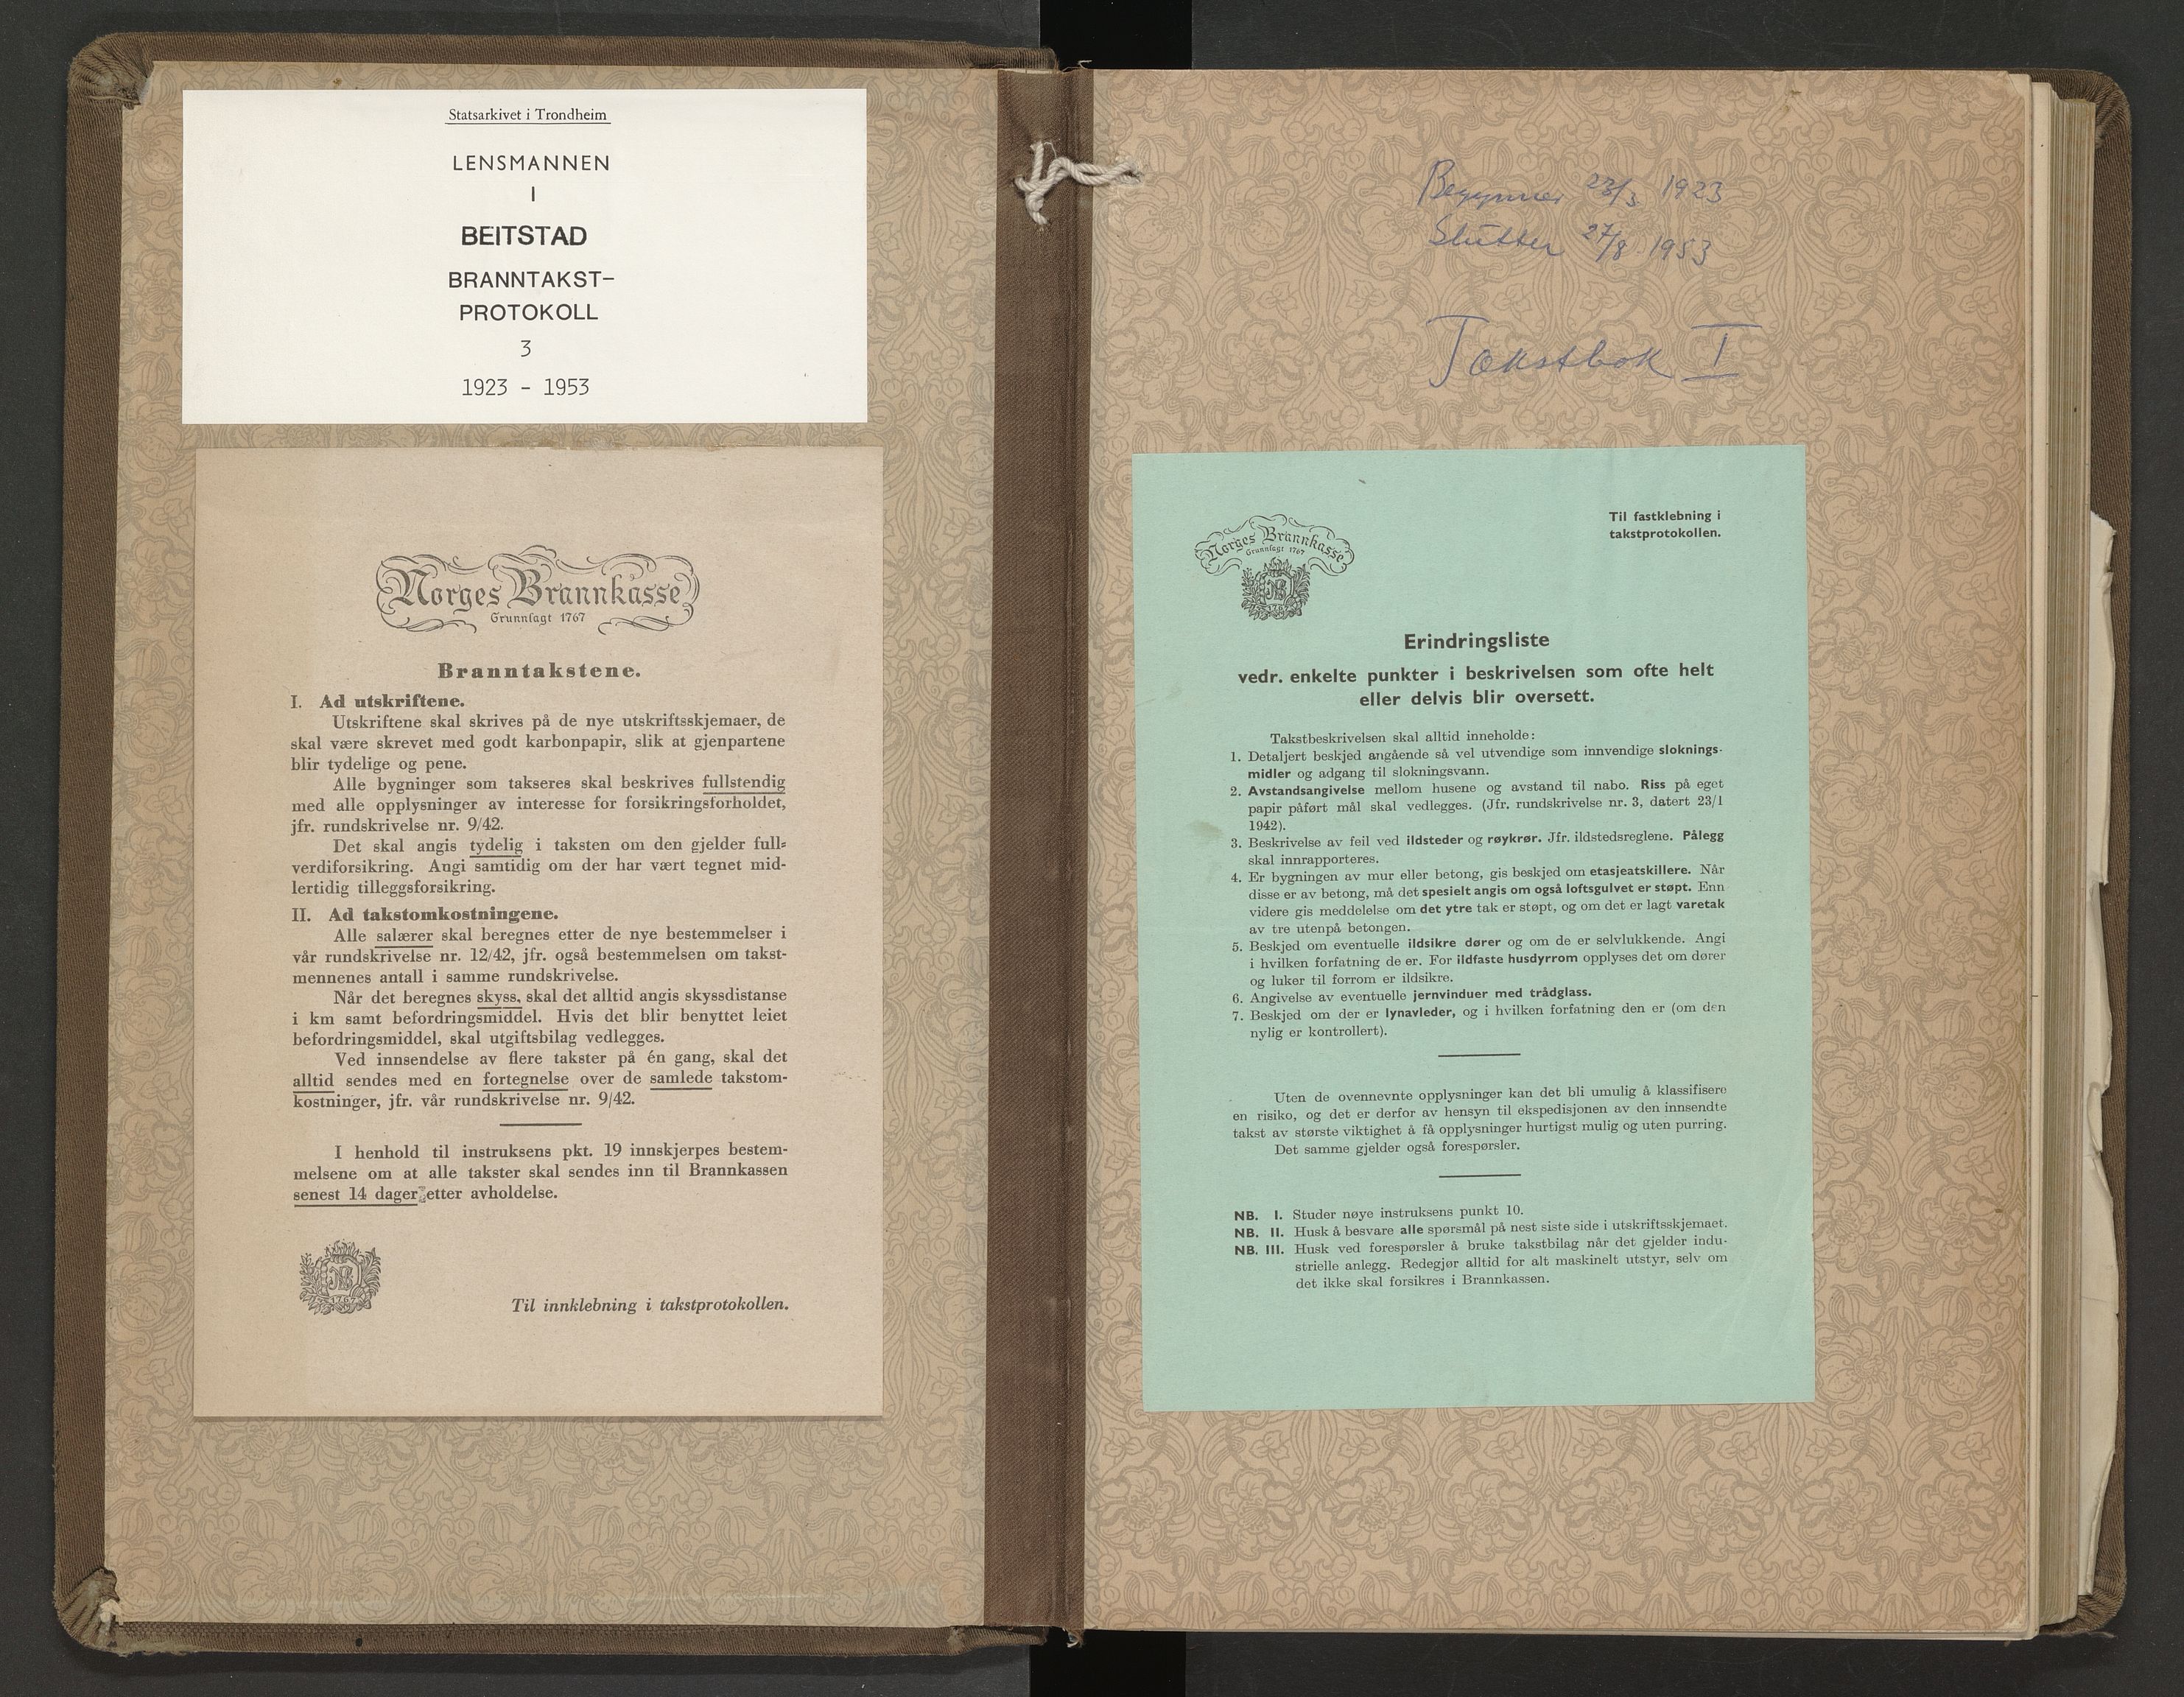 Statsarkivet i Trondheim
LENSMANNEN
I
BEITSTAD
BRANNTAKST-
PROTOKOLL
3
1923 - 1953
Norges Brannkasse
Grunnlagt 1767
Branntakstene.
I. Ad utskriftene.
Utskriftene skal skrives på de nye utskriftsskjemaer, de
skal være skrevet med godt karbonpapir, slik at gjenpartene
blir tydelige og pene.
Alle bygninger som takseres skal beskrives fullstendig
med alle opplysninger av interesse for forsikringsforholdet,
jfr. rundskrivelse nr. 9/42.
Det skal angis tydelig i taksten om den gjelder full-
verdiforsikring. Angi samtidig om der har vært tegnet mid-
lertidig tilleggsforsikring.
II. Ad takstomkostningene.
Alle salærer skal beregnes etter de nye bestemmelser i
vår rundskrivelse nr. 12/42, jfr. også bestemmelsen om takst-
mennenes antall i samme rundskrivelse.
Når det beregnes skyss, skal det alltid angis skyssdistanse
i km samt befordringsmiddel. Hvis det blir benyttet leiet
befordringsmiddel, skal utgiftsbilag vedlegges.
Ved innsendelse av flere takster på én gang, skal det
alltid sendes med en fortegnelse over de samlede takstom-
kostninger, jfr. vår rundskrivelse nr. 9/42.
I henhold til instruksens pkt. 19 innskjerpes bestem-
melsene om at alle takster skal sendes inn til Brannkassen
senest 14 dager etter avholdelse.
NB
1767
Til innklebning i takstprotokollen.
Begynner 23/3 1923
Slutter 27/8 1953
Takstbok I
Norges Brannkasse
Grunnlagt 1767
NB
1767
Til fastklebning i
takstprotokollen.
Erindringsliste
vedr. enkelte punkter i beskrivelsen som ofte helt
eller delvis blir oversett.
Takstbeskrivelsen skal alltid inneholde:
1. Detaljert beskjed angående så vel utvendige som innvendige sloknings-
midler og adgang til slokningsvann.
2. Avstandsangivelse mellom husene og avstand til nabo. Riss på eget
papir påført mål skal vedlegges. (Jfr. rundskrivelse nr. 3, datert 23/1
1942).
3. Beskrivelse av feil ved ildsteder og røykrør. Jfr. ildstedsreglene. Pålegg
skal innrapporteres.
4. Er bygningen av mur eller betong, gis beskjed om etasjeatskillere. Når
disse er av betong, må det spesielt angis om også loftsgulvet er støpt. Enn
videre gis meddelelse om det ytre tak er støpt, og om det er lagt varetak
av tre utenpå betongen.
5. Beskjed om eventuelle ildsikre dører og om de er selvlukkende. Angi
i hvilken forfatning de er. For ildfaste husdyrrom opplyses det om dører
og luker til forrom er ildsikre.
6. Angivelse av eventuelle jernvinduer med trådglass.
7. Beskjed om der er lynavleder, og i hvilken forfatning den er (om den
nylig er kontrollert).
Uten de ovennevnte opplysninger kan det bli umulig å klassifisere
en risiko, og det er derfor av hensyn til ekspedisjonen av den innsendte
takst av største viktighet å få opplysninger hurtigst mulig og uten purring.
Det samme gjelder også forespørsler.
NB. I. Studer nøye instruksens punkt 10.
NB. II. Husk å besvare alle spørsmål på nest siste side i utskriftsskjemaet.
NB. III. Husk ved forespørsler å bruke takstbilag når det gjelder indu-
strielle anlegg. Redegjør alltid for alt maskinelt utstyr, selv om
det ikke skal forsikres i Brannkassen.